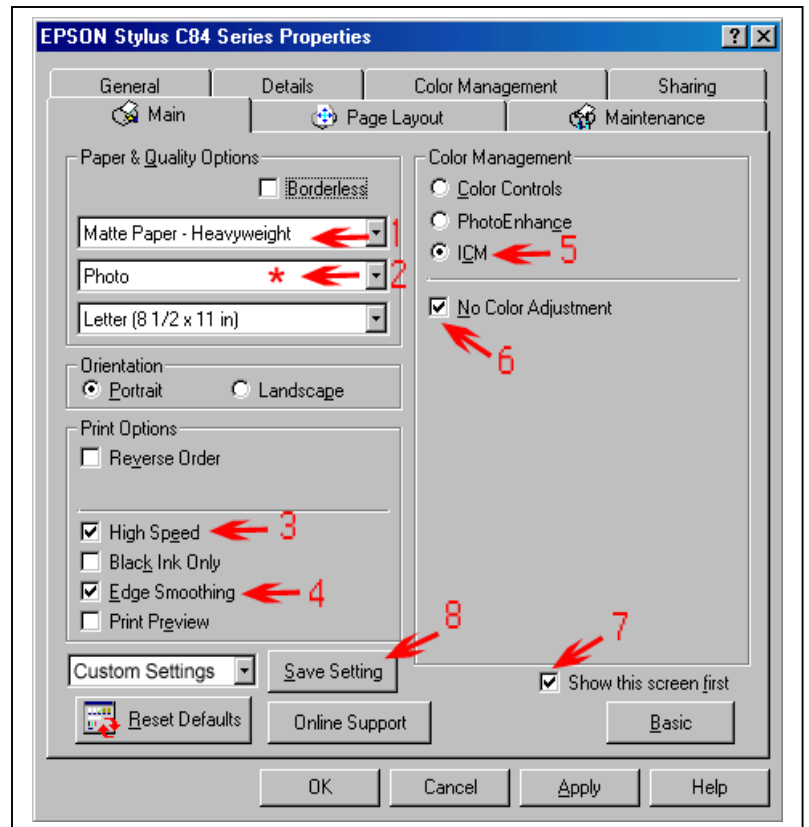 EPSON Stylus C84 Series Properties
General Details Color Management Sharing
Main Page Layout Maintenance
Paper & Quality Options
Borderless
Matte Paper - Heavyweight 1
Photo * 2
Letter (8 1/2 x 11 in)
Orientation
Portrait Landscape
Print Options
Reverse Order
High Speed 3
Black Ink Only
Edge Smoothing 4
Print Preview
Color Management
Color Controls
PhotoEnhance
ICM 5
No Color Adjustment
6
8
7
Custom Settings Save Setting Show this screen first
Reset Defaults Online Support Basic
OK Cancel Apply Help